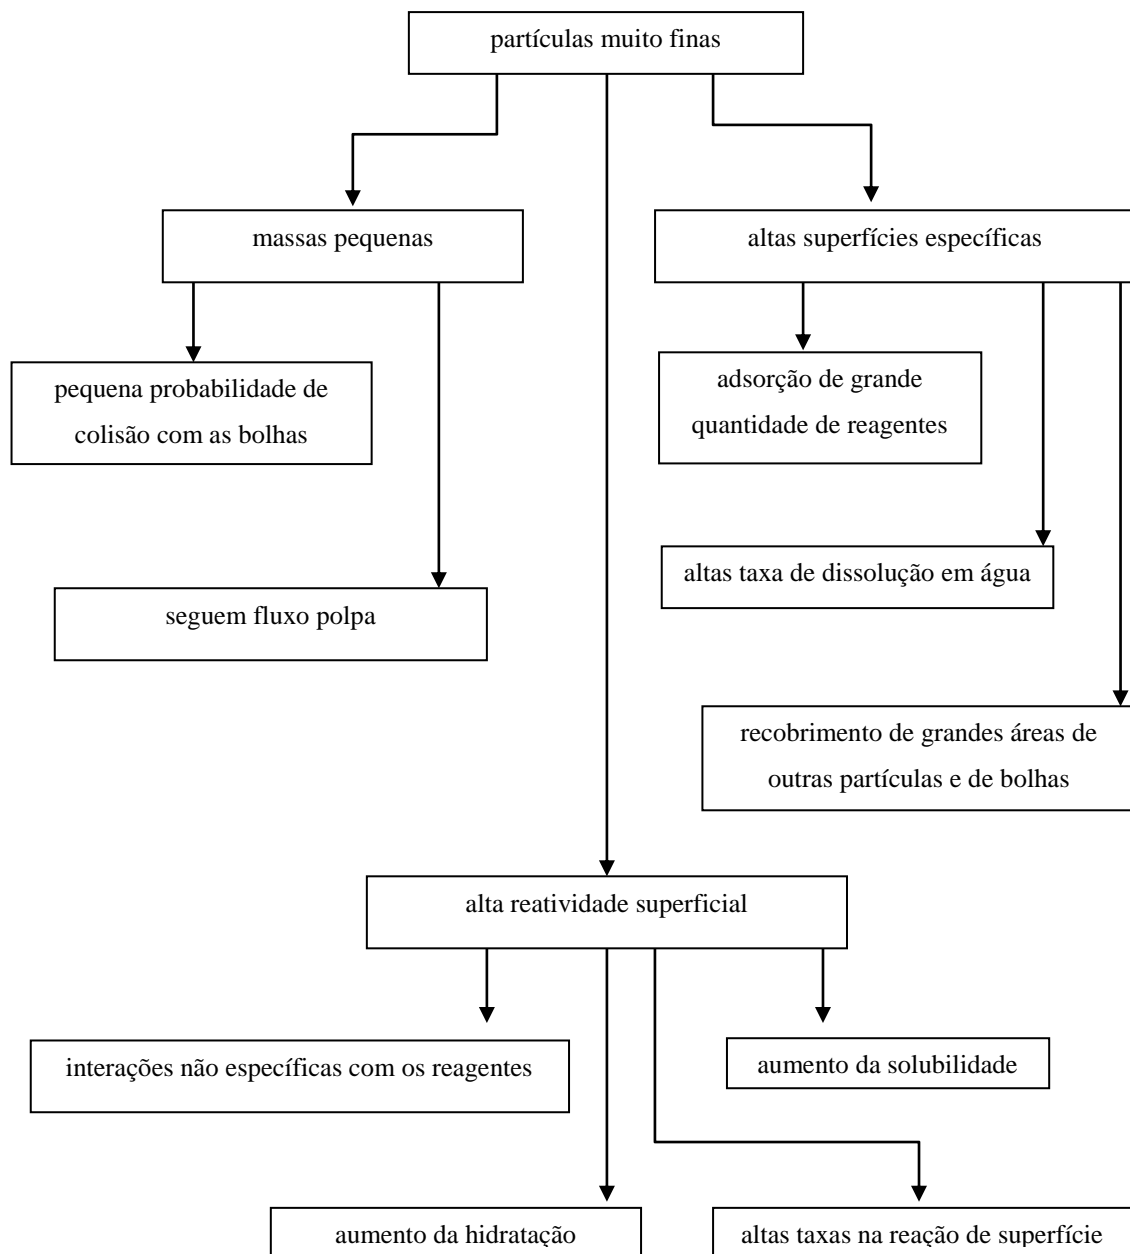 partículas muito finas
massas pequenas
altas superfícies específicas
pequena probabilidade de
colisão com as bolhas
adsorção de grande
quantidade de reagentes
altas taxa de dissolução em água
seguem fluxo polpa
recobrimento de grandes áreas de
outras partículas e de bolhas
alta reatividade superficial
interações não específicas com os reagentes
aumento da solubilidade
aumento da hidratação
altas taxas na reação de superfície